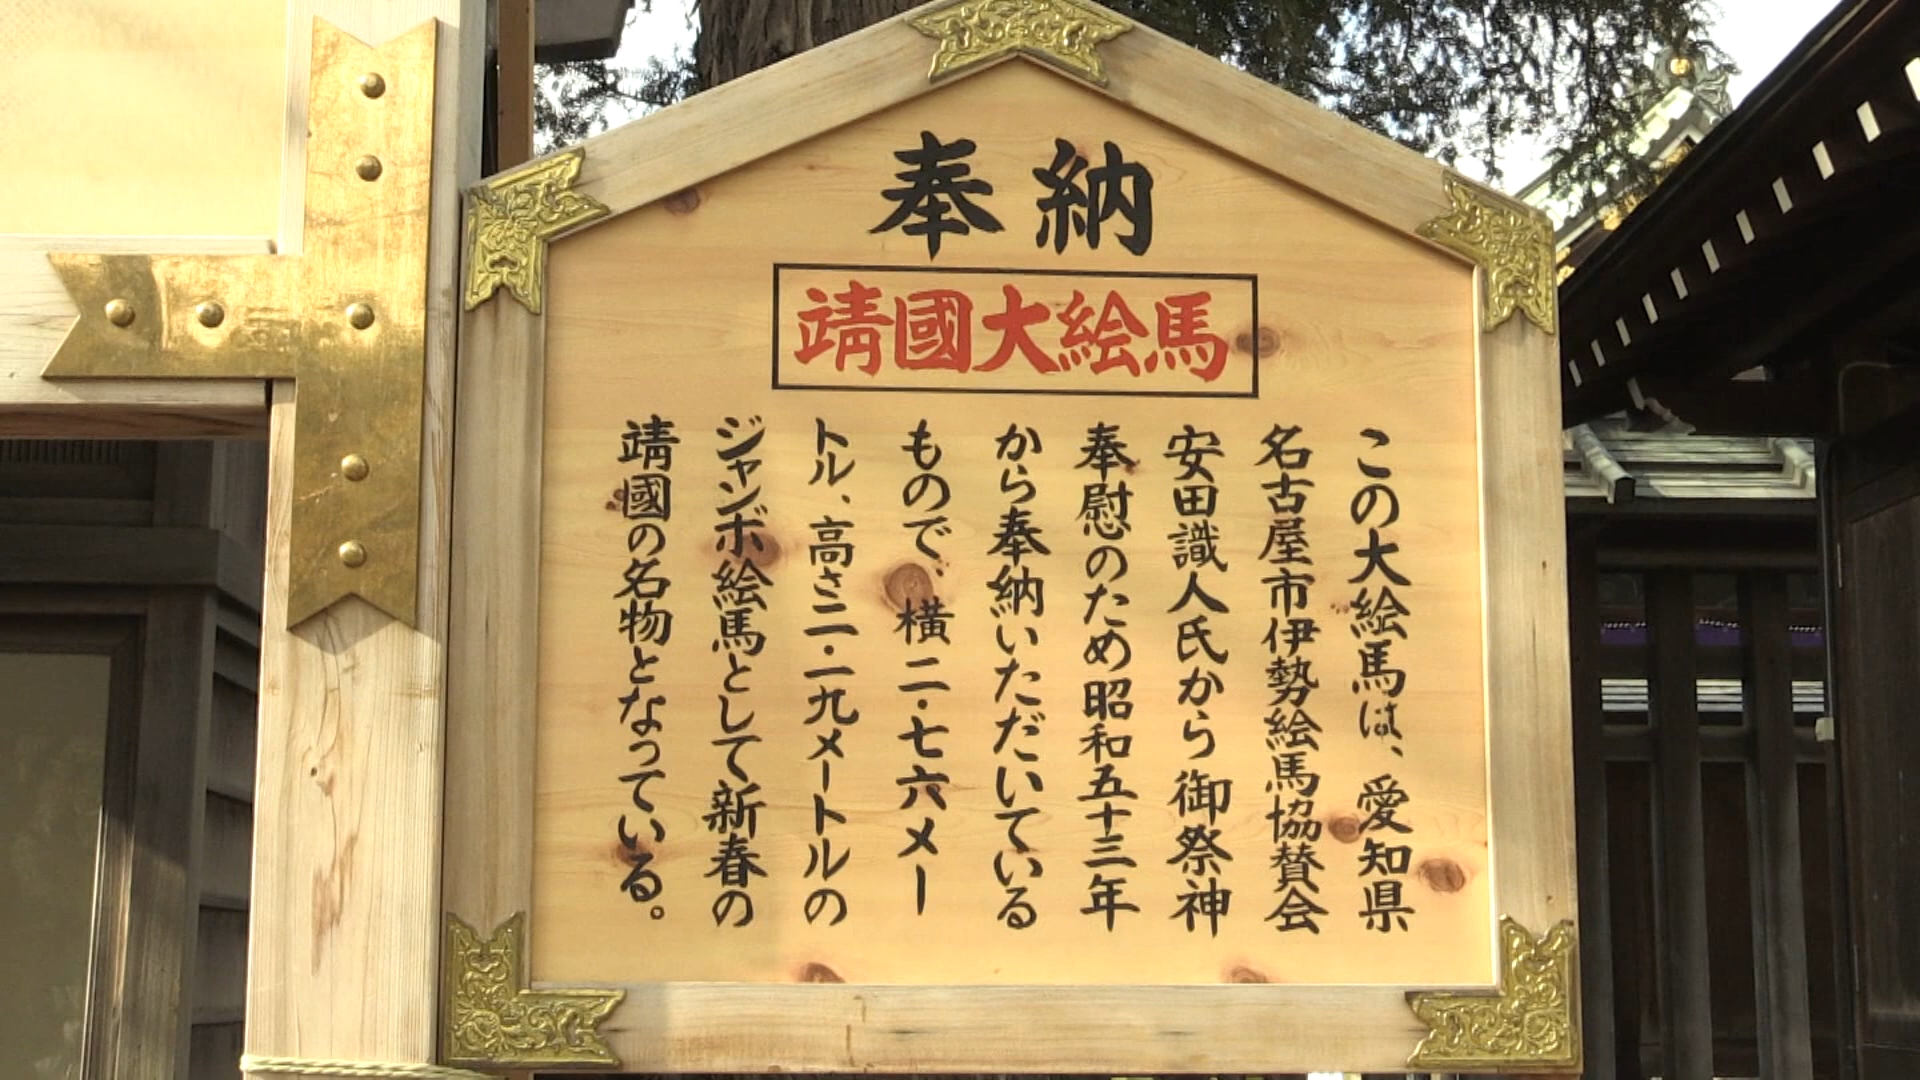 奉納
靖國大絵馬
この大絵馬は、愛知県
名古屋市伊勢絵馬協賛会
安田識人氏から御祭神
奉慰のため昭和五十三年
から奉納いただいている
もので、横二・七六メー
トル、高さ二・一九メートルの
ジャンボ絵馬として新春の
靖國の名物となっている。